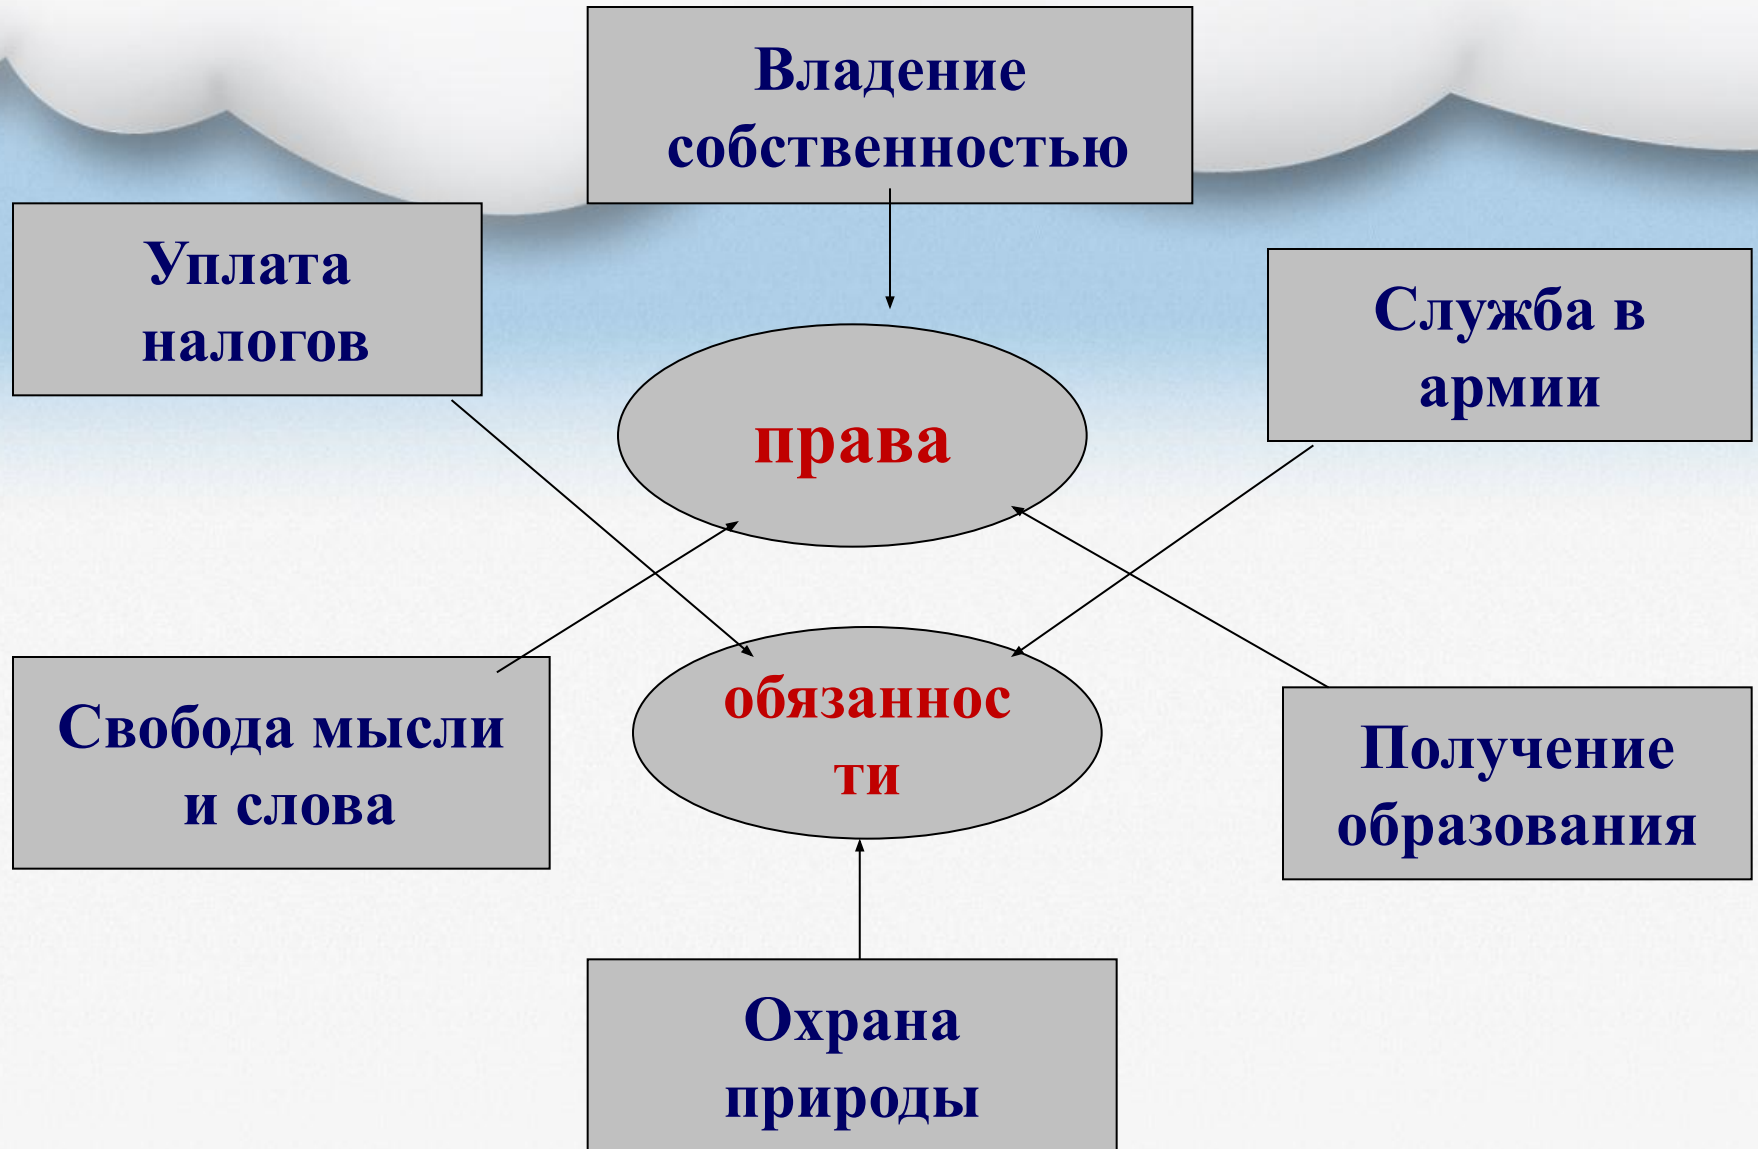 Владение
собственностью
Уплата
налогов
Служба в
армии
права
обязаннос
ти
Свобода мысли
и слова
Получение
образования
Охрана
природы